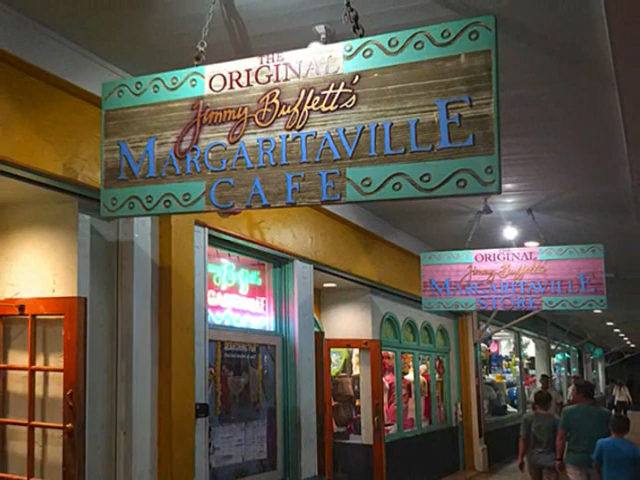 THE
ORIGINAL
Jimmy Buffett's
MARGARITAVILLE
CAFE
ORIGINAL
Jimmy Buffett's
MARGARITAVILLE
STORE